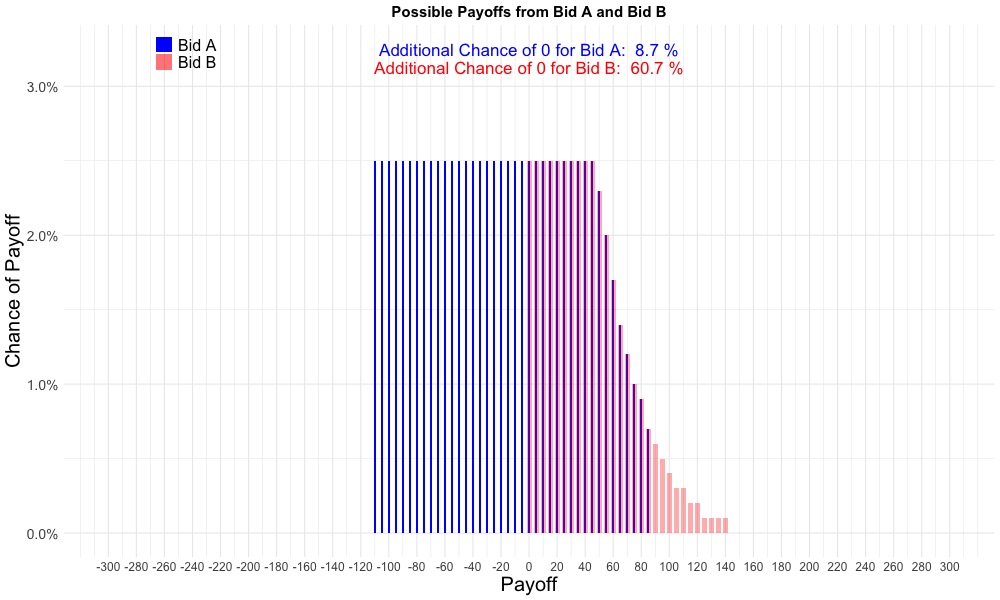 Possible Payoffs from Bid A and Bid B
Bid A
Bid B
Additional Chance of 0 for Bid A:  8.7 %
Additional Chance of 0 for Bid B:  60.7 %
Chance of Payoff
3.0%
2.0%
1.0%
0.0%
-300 -280 -260 -240 -220 -200 -180 -160 -140 -120 -100 -80 -60 -40 -20 0 20 40 60 80 100 120 140 160 180 200 220 240 260 280 300
Payoff